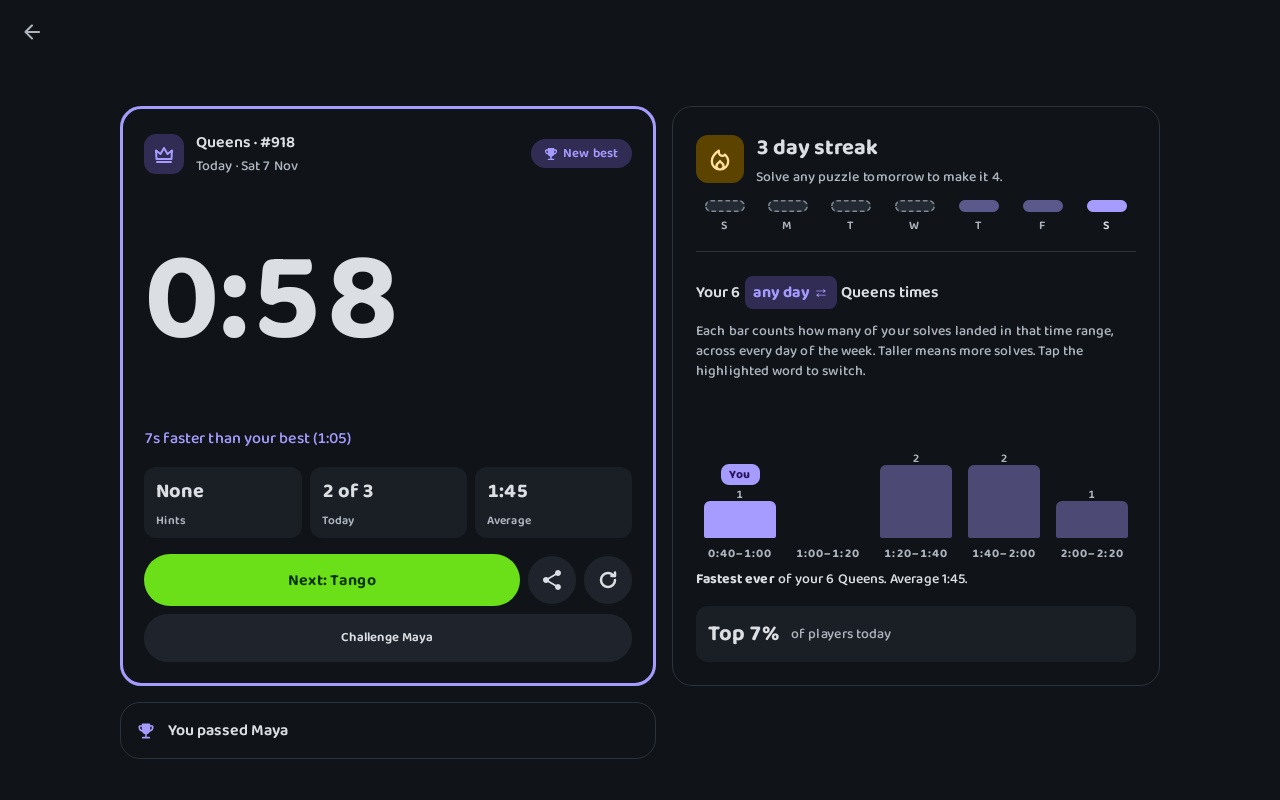 Queens · #918
Today · Sat 7 Nov
New best
0:58
7s faster than your best (1:05)
None
Hints
2 of 3
Today
1:45
Average
Next: Tango
Challenge Maya
You passed Maya
3 day streak
Solve any puzzle tomorrow to make it 4.
S M T W T F S
Your 6 any day Queens times
Each bar counts how many of your solves landed in that time range,
across every day of the week. Taller means more solves. Tap the
highlighted word to switch.
You
1 2 2 1
0:40–1:00 1:00–1:20 1:20–1:40 1:40–2:00 2:00–2:20
Fastest ever of your 6 Queens. Average 1:45.
Top 7% of players today